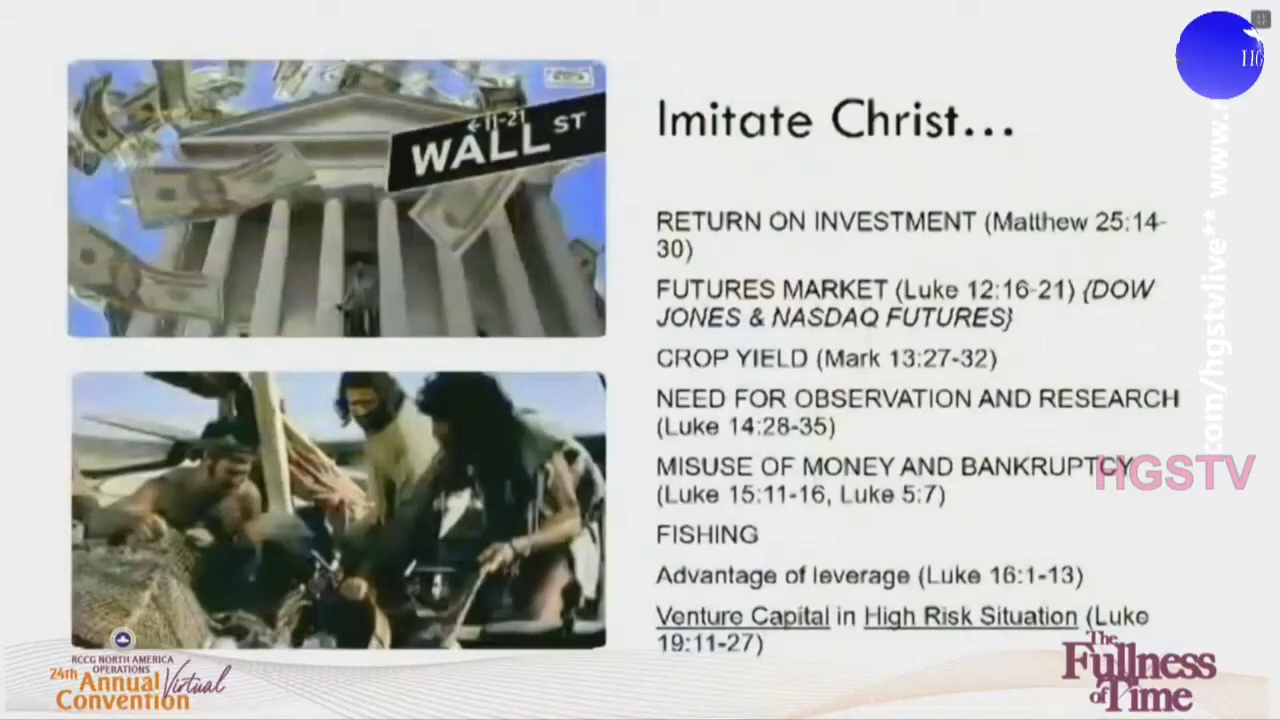 WALL ST
Imitate Christ...
RETURN ON INVESTMENT (Matthew 25:14-
30)
FUTURES MARKET (Luke 12:16-21) {DOW
JONES & NASDAQ FUTURES}
CROP YIELD (Mark 13:27-32)
NEED FOR OBSERVATION AND RESEARCH
(Luke 14:28-35)
MISUSE OF MONEY AND BANKRUPTCY
(Luke 15:11-16, Luke 5:7)
FISHING
Advantage of leverage (Luke 16:1-13)
Venture Capital in High Risk Situation (Luke
19:11-27)
HGSTV
com/hgstvlive** www.
RCCG NORTH AMERICA
OPERATIONS
24th Annual Virtual
Convention
The
Fullness
of Time